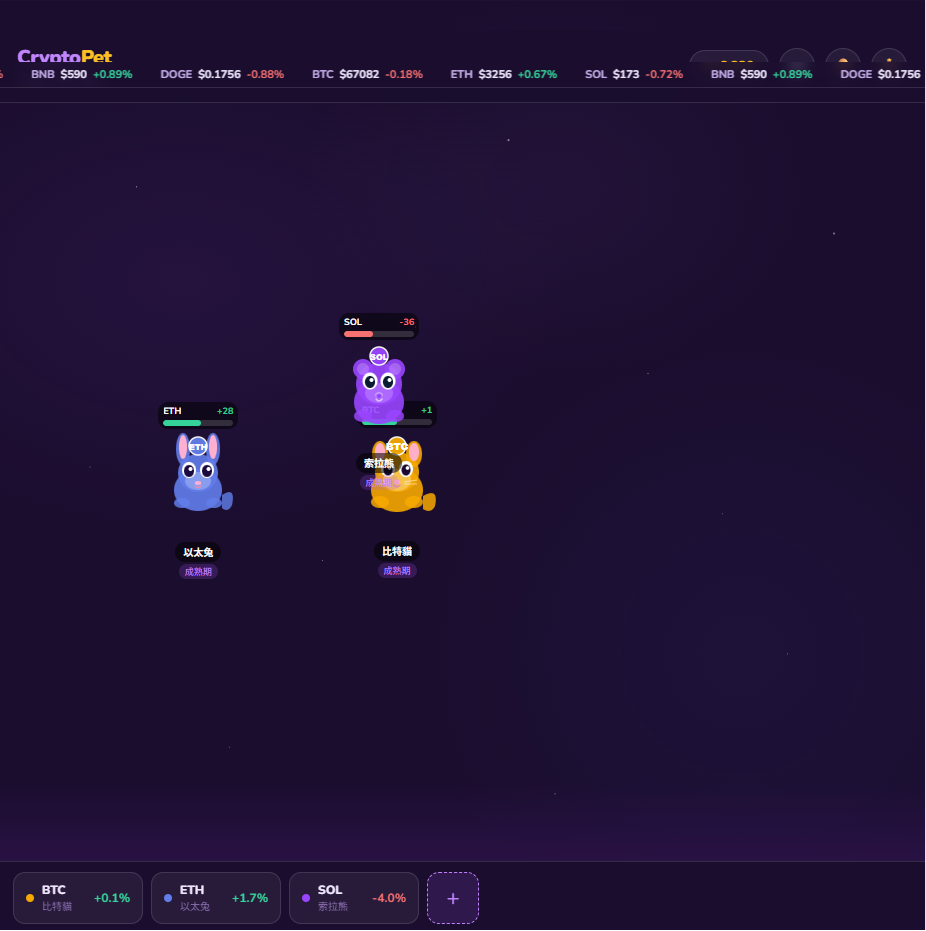 CryptoPet
BNB $590 +0.89% DOGE $0.1756 -0.88% BTC $67082 -0.18% ETH $3256 +0.67% SOL $173 -0.72% BNB $590 +0.89% DOGE $0.1756
SOL -36
SOL
ETH +28
BTC +1
ETH
BTC
索拉熊
成熟期
以太兔
成熟期
比特貓
成熟期
BTC
比特貓
+0.1%
ETH
以太兔
+1.7%
SOL
索拉熊
-4.0%
+